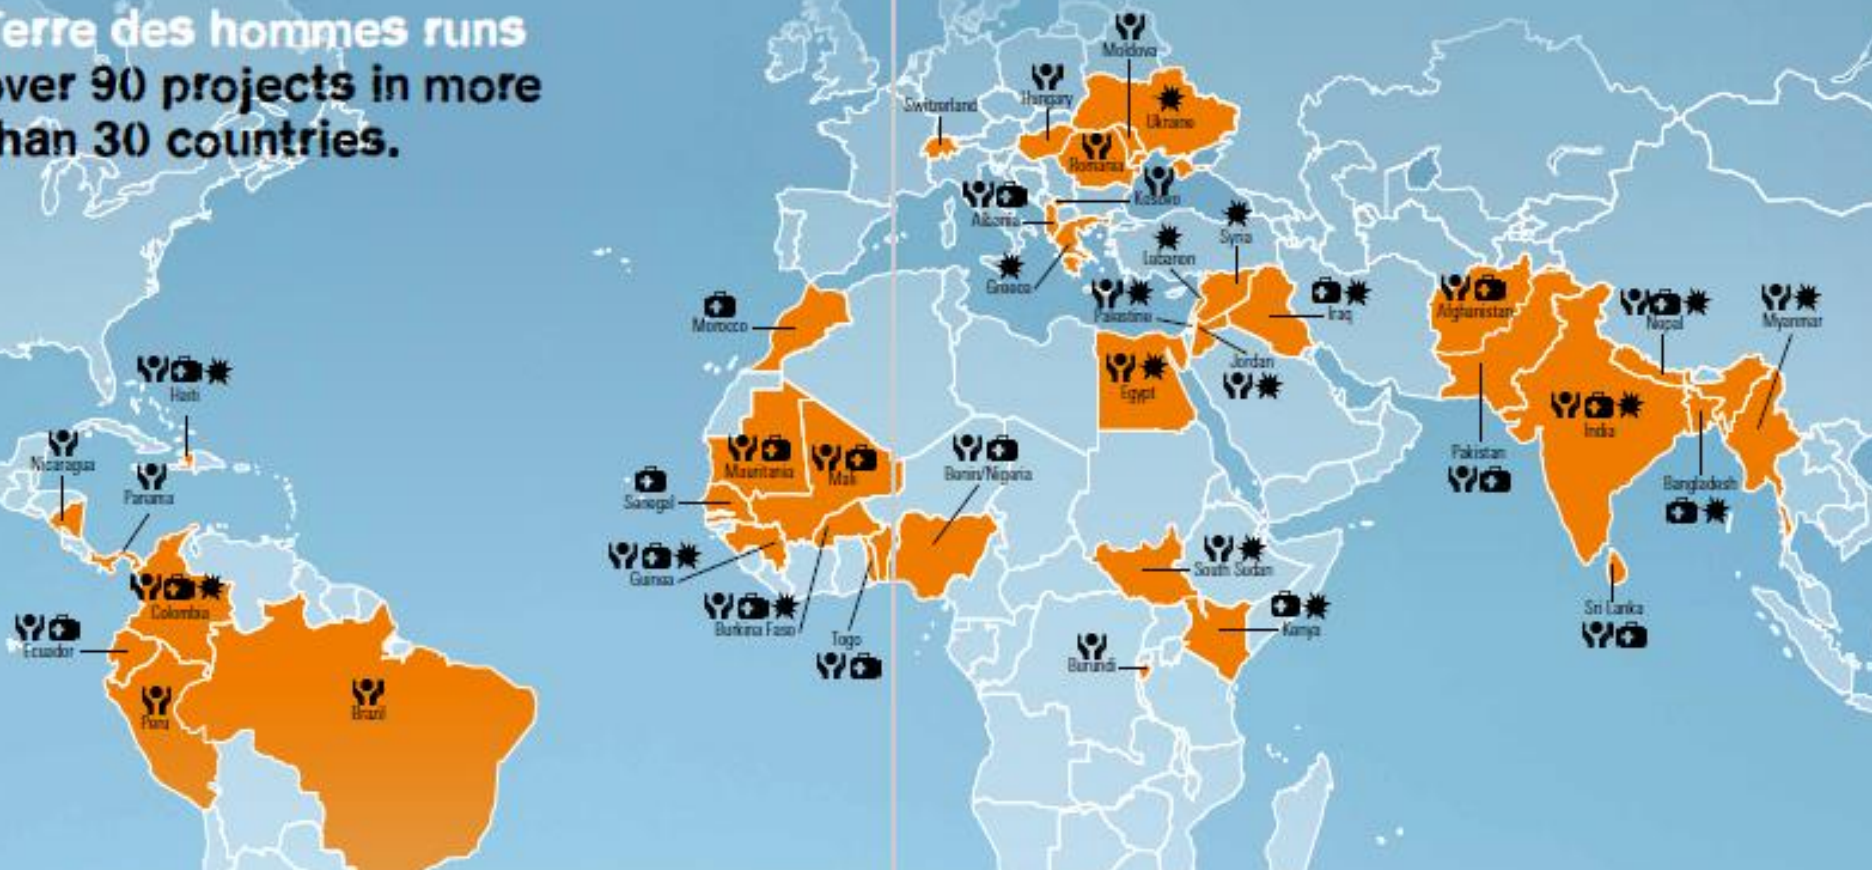 Terre des hommes runs
over 90 projects in more
than 30 countries.
Moldova
Hungary
Switzerland
Ukraine
Romania
Kosovo
Albania
Syria
Lebanon
Greece
Palestine
Iraq
Morocco
Jordan
Egypt
Afghanistan
Nepal
Myanmar
Haiti
Nicaragua
Panama
Mauritania
Mali
Benin/Nigeria
India
Pakistan
Bangladesh
Senegal
Guinea
South Sudan
Colombia
Burkina Faso
Togo
Kenya
Sri Lanka
Ecuador
Burundi
Peru
Brazil